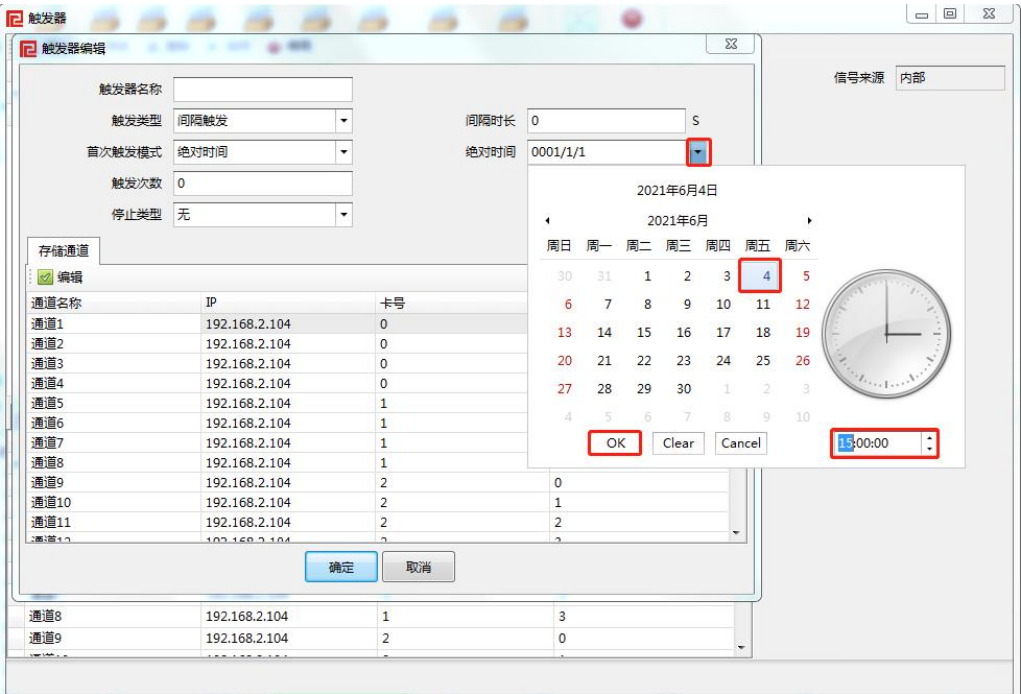 触发器
触发器编辑
信号来源 内部
触发器名称
触发类型 间隔触发 间隔时长 0 S
首次触发模式 绝对时间 绝对时间 0001/1/1
触发次数 0
停止类型 无
2021年6月4日
2021年6月
周日 周一 周二 周三 周四 周五 周六
30 31 1 2 3 4 5
6 7 8 9 10 11 12
13 14 15 16 17 18 19
20 21 22 23 24 25 26
27 28 29 30 1 2 3
4 5 6 7 8 9 10
OK Clear Cancel 15:00:00
存储通道
编辑
通道名称 IP 卡号
通道1 192.168.2.104 0
通道2 192.168.2.104 0
通道3 192.168.2.104 0
通道4 192.168.2.104 0
通道5 192.168.2.104 1
通道6 192.168.2.104 1
通道7 192.168.2.104 1
通道8 192.168.2.104 1
通道9 192.168.2.104 2 0
通道10 192.168.2.104 2 1
通道11 192.168.2.104 2 2
通道12 192.168.2.104
确定 取消
通道8 192.168.2.104 1 3
通道9 192.168.2.104 2 0